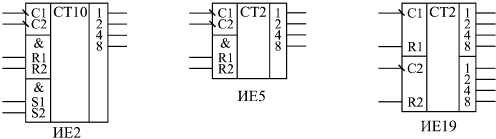 C1 CT10 1
C2 2
4
& 8
R1
R2
&
S1
S2
ИЕ2
C1 CT2 1
C2 2
4
& 8
R1
R2
ИЕ5
C1 CT2 1
2
4
R1 8
C2 1
2
4
R2 8
ИЕ19